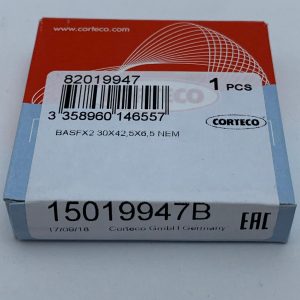 www.corteco.com
82019947
1 PCS
3 358960 146557
BASFX2 30X42,5X6,5 NEM
CORTECO
15019947B
EAC
17/09/18 Corteco GmbH Germany